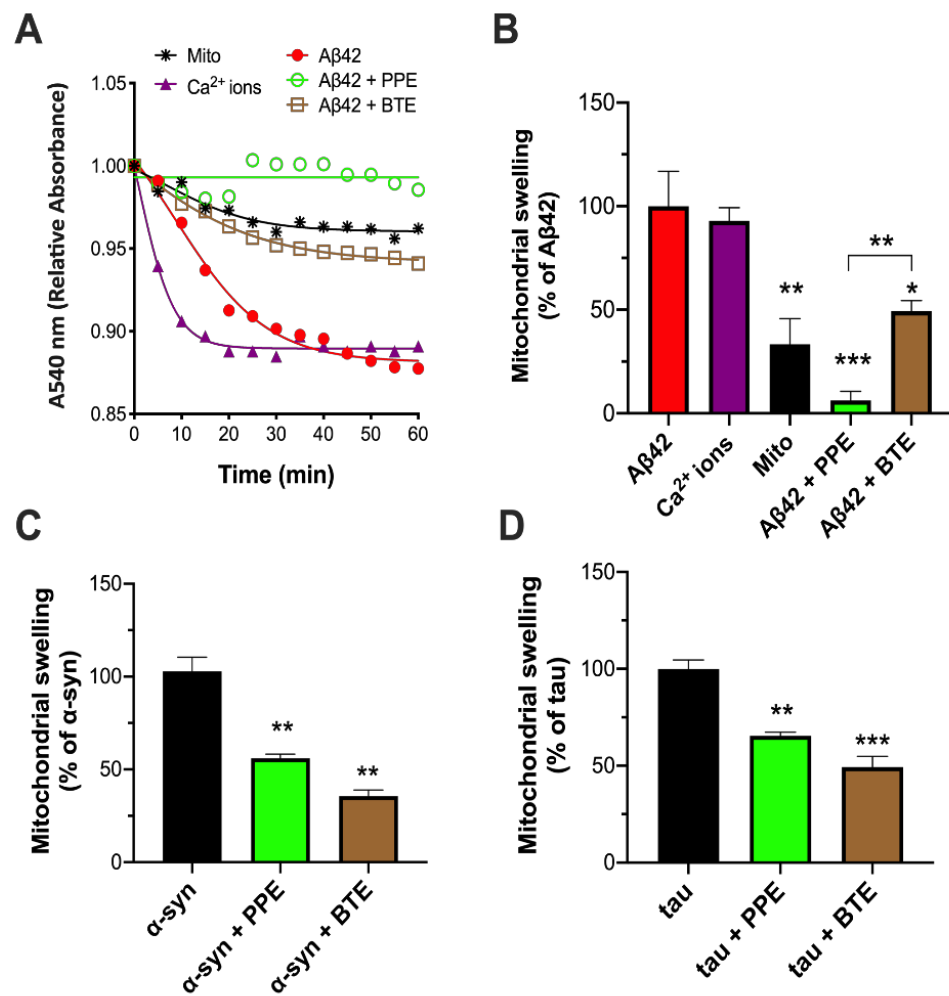 A
Mito
Ca²⁺ ions
Aβ42
Aβ42 + PPE
Aβ42 + BTE
A540 nm (Relative Absorbance)
1.05
1.00
0.95
0.90
0.85
0 10 20 30 40 50 60
Time (min)
B
Mitochondrial swelling
(% of Aβ42)
150
100
50
0
**
***
**
*
Aβ42
Ca²⁺ ions
Mito
Aβ42 + PPE
Aβ42 + BTE
C
Mitochondrial swelling
(% of α-syn)
150
100
50
0
**
**
α-syn
α-syn + PPE
α-syn + BTE
D
Mitochondrial swelling
(% of tau)
150
100
50
0
**
***
tau
tau + PPE
tau + BTE